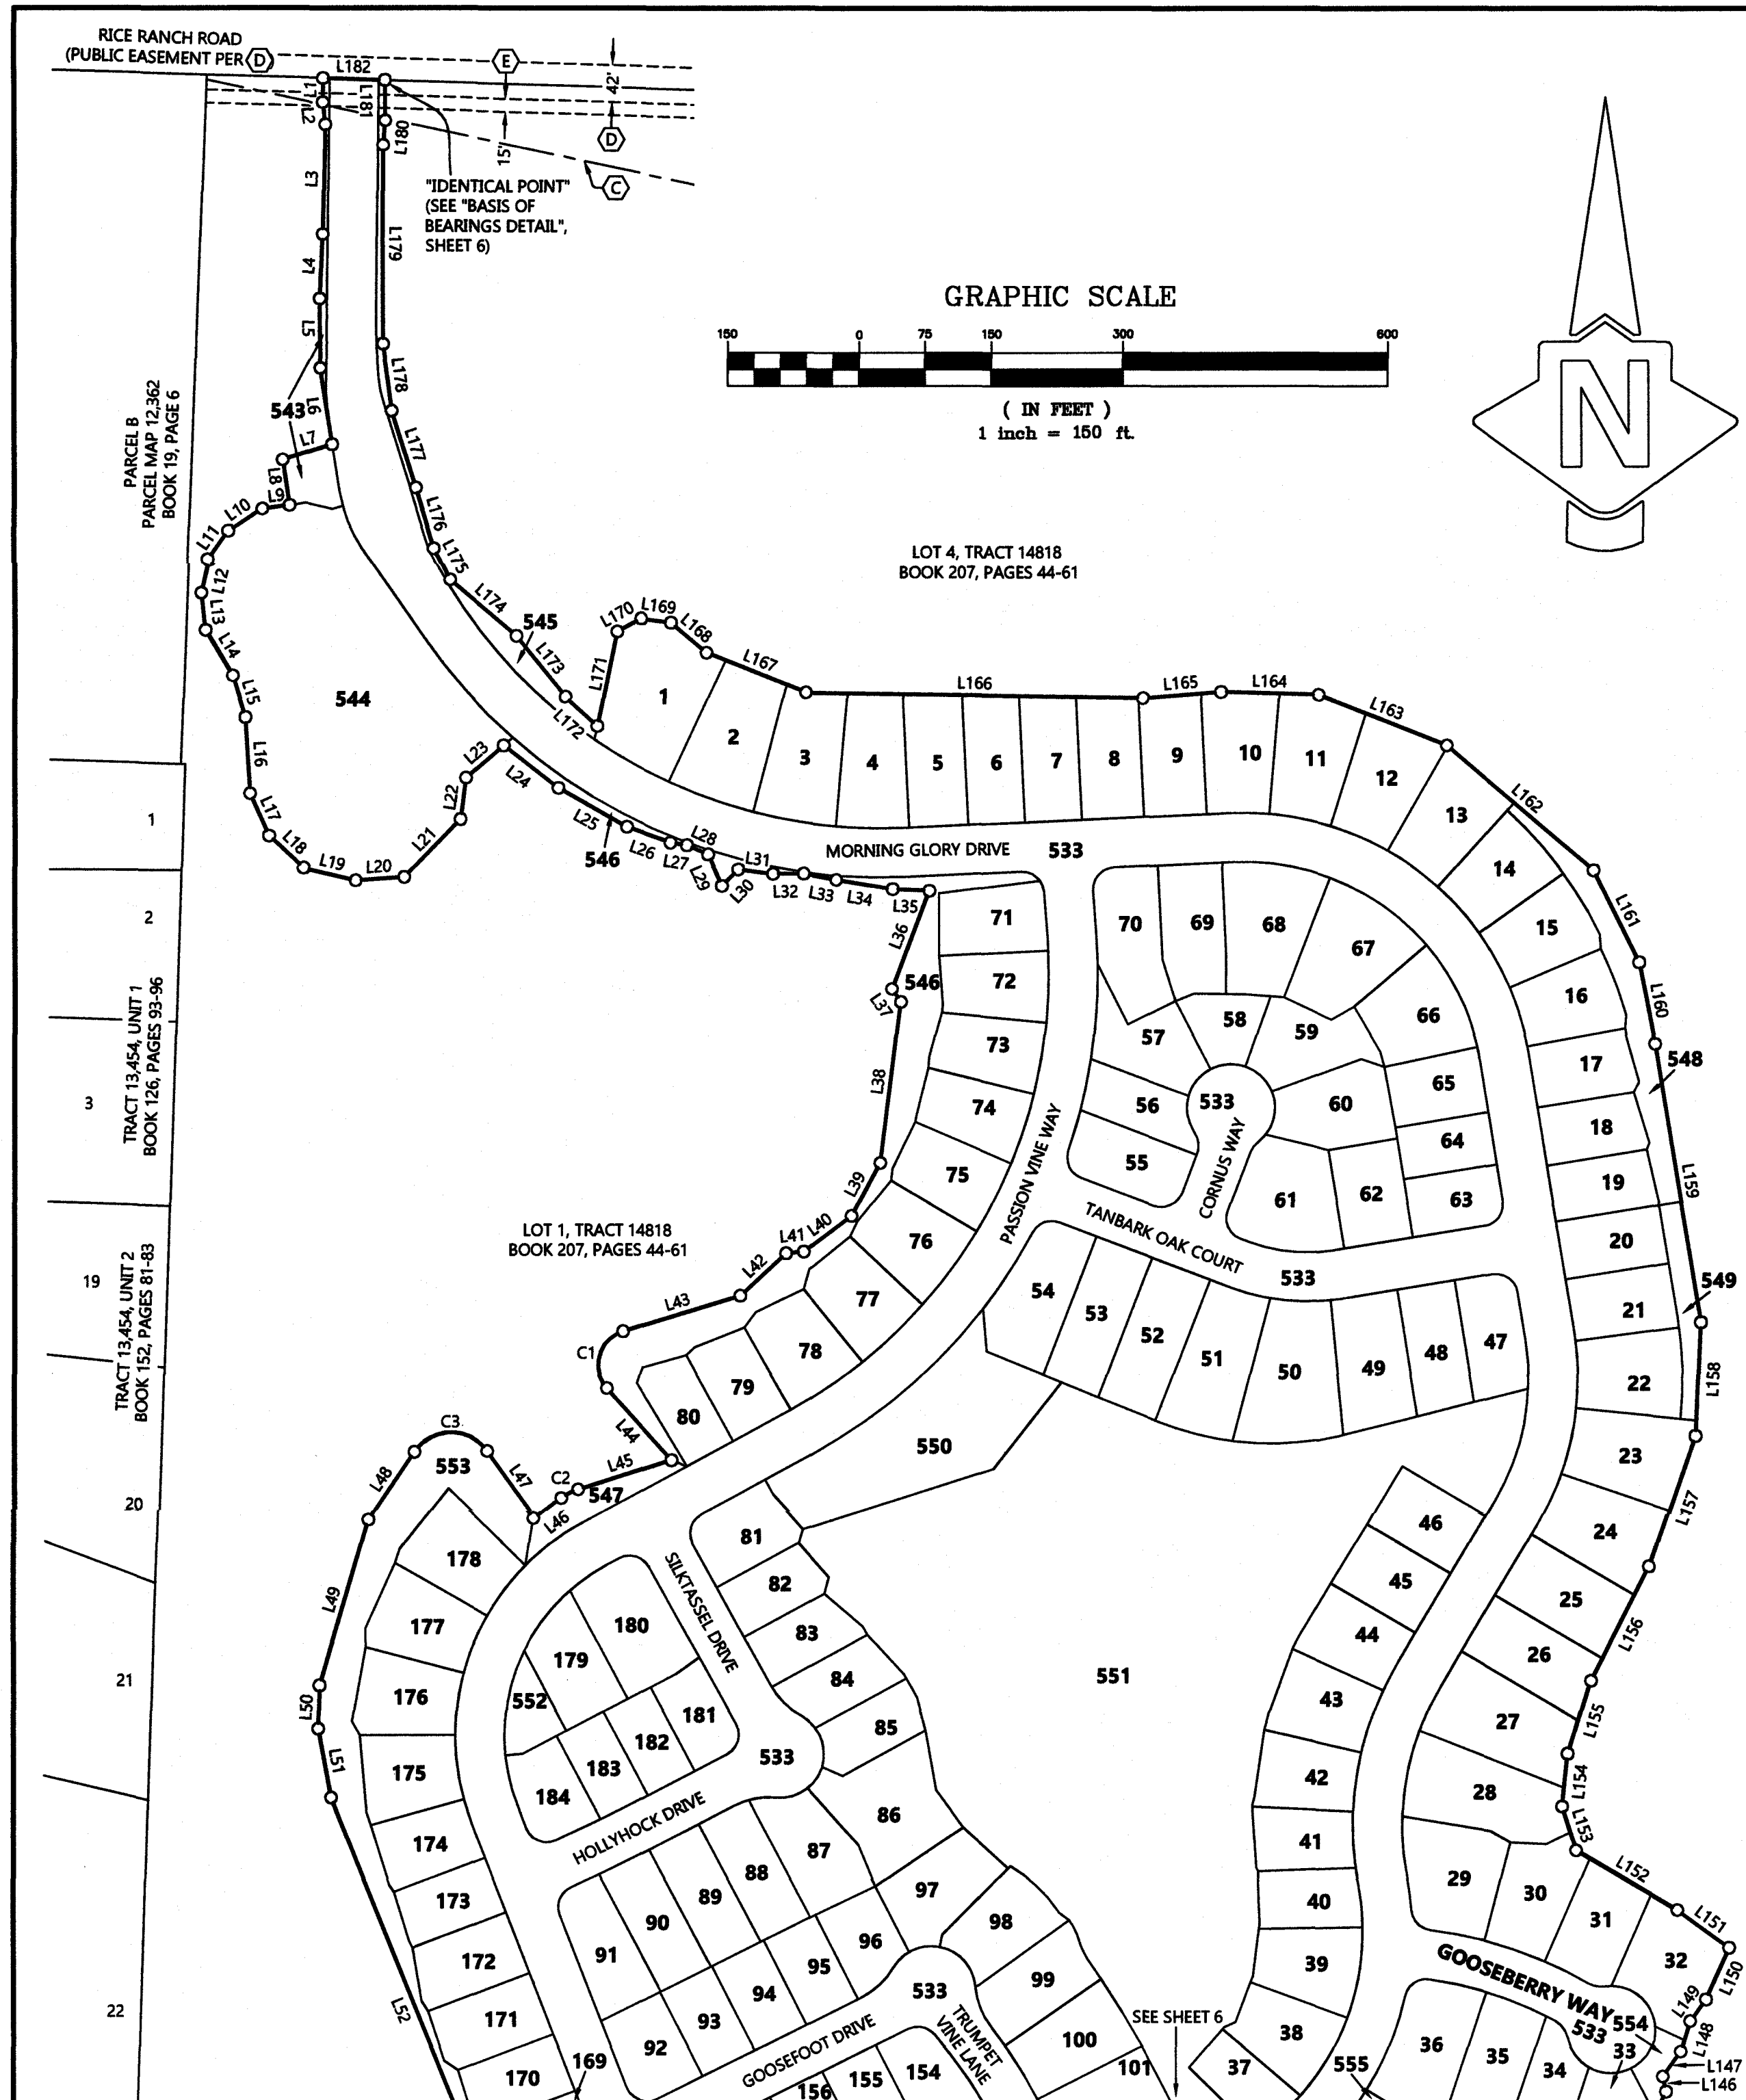 RICE RANCH ROAD
(PUBLIC EASEMENT PER D)
L182
E
42'
L1
L2
L181
L180
15'
D
C
L3
"IDENTICAL POINT"
(SEE "BASIS OF
BEARINGS DETAIL",
SHEET 6)
L179
L4
L5
GRAPHIC SCALE
150 0 75 150 300 600
( IN FEET )
1 inch = 150 ft.
N
PARCEL B
PARCEL MAP 12,362
BOOK 19, PAGE 6
543
L6
L7
L8
L9
L10
L11
L12
L13
L14
L15
L16
L17
L18
L19
L20
L21
L22
L23
L24
L25
L26
L27
L28
L29
L30
L31
L32
L33
L34
L35
L36
L37
L38
L39
L40
L41
L42
L43
C1
L44
L45
C2
L46
L47
C3
L48
L49
L50
L51
L52
L178
L177
L176
L175
L174
545
L173
L172
L171
L170
L169
L168
L167
L166
L165
L164
L163
L162
L161
L160
L159
L158
L157
L156
L155
L154
L153
L152
L151
L150
L149
L148
L147
L146
LOT 4, TRACT 14818
BOOK 207, PAGES 44-61
544
546
546
547
548
549
550
551
552
553
554
555
MORNING GLORY DRIVE 533
1
2
3
4
5
6
7
8
9
10
11
12
13
14
15
16
17
18
19
20
21
22
23
24
25
26
27
28
29
30
31
32
33
34
35
36
37
38
39
40
41
42
43
44
45
46
47
48
49
50
51
52
53
54
55
56
57
58
59
60
61
62
63
64
65
66
67
68
69
70
71
72
73
74
75
76
77
78
79
80
81
82
83
84
85
86
87
88
89
90
91
92
93
94
95
96
97
98
99
100
101
154
155
156
169
170
171
172
173
174
175
176
177
178
179
180
181
182
183
184
PASSION VINE WAY
533
CORNUS WAY
TANBARK OAK COURT
533
LOT 1, TRACT 14818
BOOK 207, PAGES 44-61
SILKTASSEL DRIVE
533
HOLLYHOCK DRIVE
GOOSEFOOT DRIVE
533
TRUMPET
VINE LANE
SEE SHEET 6
GOOSEBERRY WAY
533
1
2
TRACT 13,454, UNIT 1
BOOK 126, PAGES 93-96
3
19
TRACT 13,454, UNIT 2
BOOK 152, PAGES 81-83
20
21
22